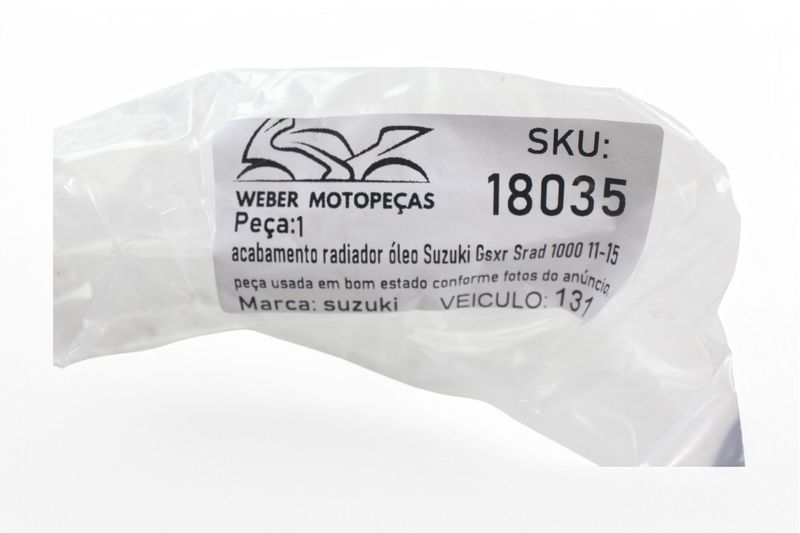 SKU:
18035
WEBER MOTOPEÇAS
Peça:1
acabamento radiador óleo Suzuki Gsxr Srad 1000 11-15
peça usada em bom estado conforme fotos do anúncio,
Marca: suzuki VEICULO: 131